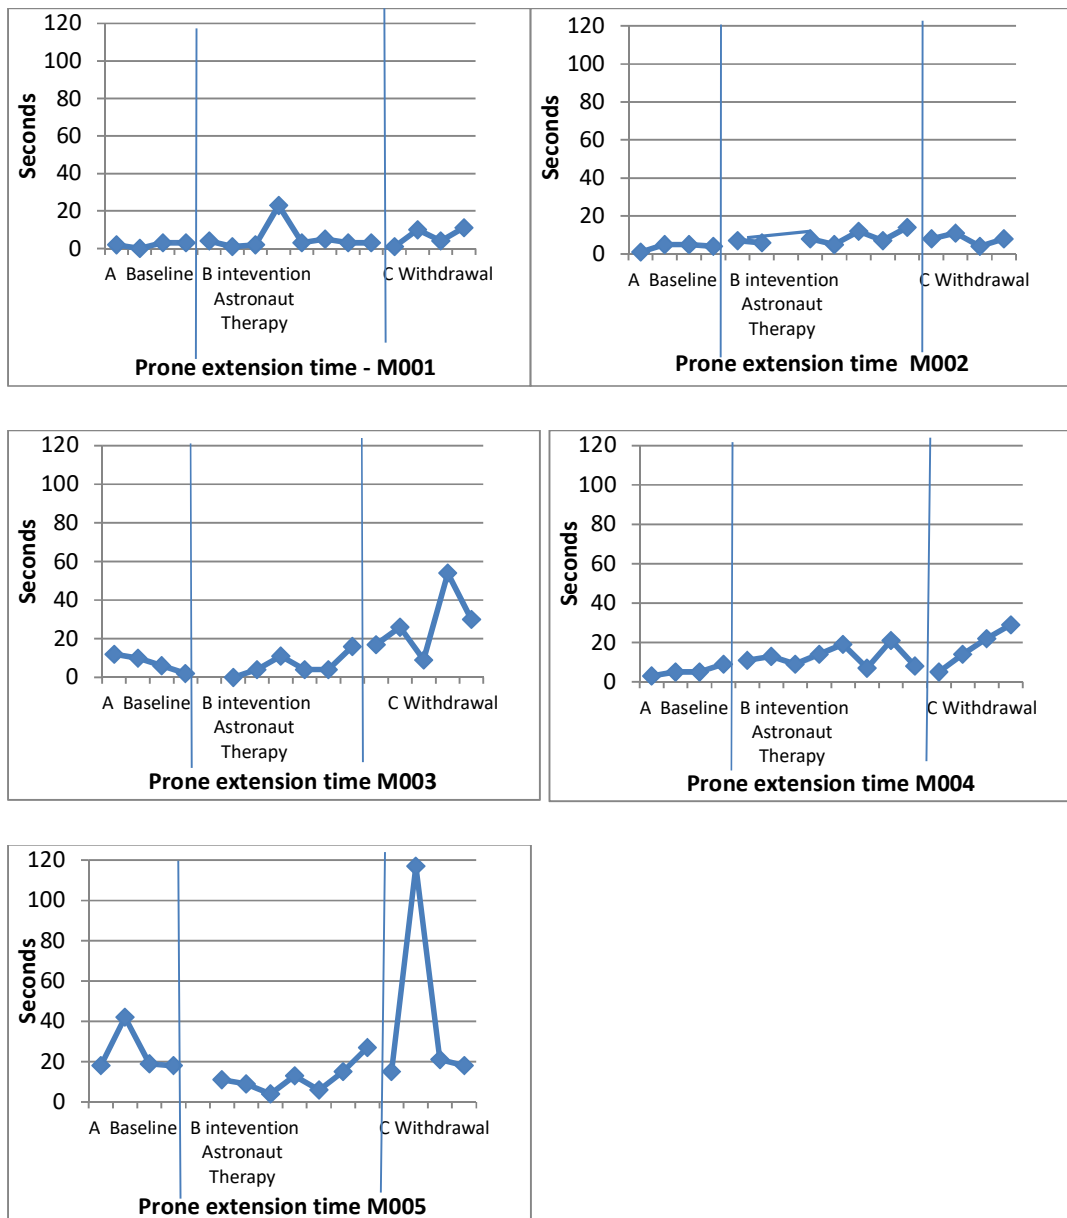 120
100
80
60
40
20
0
Seconds
A Baseline B intevention C Withdrawal
Astronaut
Therapy
Prone extension time - M001
120
100
80
60
40
20
0
Seconds
A Baseline B intevention C Withdrawal
Astronaut
Therapy
Prone extension time M002
120
100
80
60
40
20
0
Seconds
A Baseline B intevention C Withdrawal
Astronaut
Therapy
Prone extension time M003
120
100
80
60
40
20
0
Seconds
A Baseline B intevention C Withdrawal
Astronaut
Therapy
Prone extension time M004
120
100
80
60
40
20
0
Seconds
A Baseline B intevention C Withdrawal
Astronaut
Therapy
Prone extension time M005